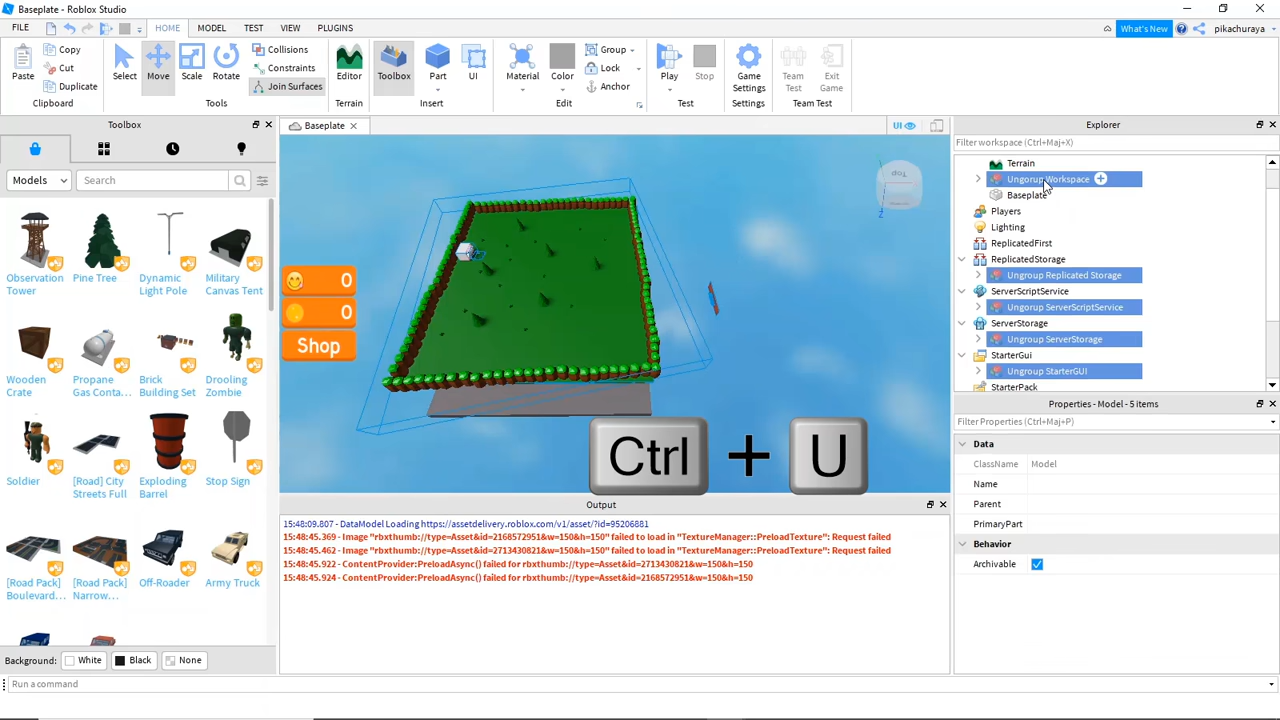 Baseplate - Roblox Studio
FILE
HOME
MODEL
TEST
VIEW
PLUGINS
What's New
pikachuraya
Paste
Copy
Cut
Duplicate
Clipboard
Select
Move
Scale
Rotate
Collisions
Constraints
Join Surfaces
Tools
Editor
Terrain
Toolbox
Part
UI
Insert
Material
Color
Group
Lock
Anchor
Edit
Play
Stop
Test
Game Settings
Settings
Team Test
Exit Game
Team Test
Toolbox
Models
Search
Observation Tower
Pine Tree
Dynamic Light Pole
Military Canvas Tent
Wooden Crate
Propane Gas Conta...
Brick Building Set
Drooling Zombie
Soldier
[Road] City Streets Full
Exploding Barrel
Stop Sign
[Road Pack] Boulevard...
[Road Pack] Narrow...
Off-Roader
Army Truck
Background:
White
Black
None
Run a command
Baseplate
UI
Top
Z
0
0
Shop
Ctrl + U
Output
15:48:09.807 - DataModel Loading https://assetdelivery.roblox.com/v1/asset/?id=95206881
15:48:45.369 - Image "rbxthumb://type=Asset&id=2168572951&w=150&h=150" failed to load in "TextureManager::PreloadTexture": Request failed
15:48:45.462 - Image "rbxthumb://type=Asset&id=2713430821&w=150&h=150" failed to load in "TextureManager::PreloadTexture": Request failed
15:48:45.922 - ContentProvider:PreloadAsync() failed for rbxthumb://type=Asset&id=2713430821&w=150&h=150
15:48:45.924 - ContentProvider:PreloadAsync() failed for rbxthumb://type=Asset&id=2168572951&w=150&h=150
Explorer
Filter workspace (Ctrl+Maj+X)
Terrain
Ungorup Workspace
Baseplate
Players
Lighting
ReplicatedFirst
ReplicatedStorage
Ungroup Replicated Storage
ServerScriptService
Ungorup ServerScriptService
ServerStorage
Ungroup ServerStorage
StarterGui
Ungroup StarterGUI
StarterPack
Properties - Model - 5 items
Filter Properties (Ctrl+Maj+P)
Data
ClassName Model
Name
Parent
PrimaryPart
Behavior
Archivable